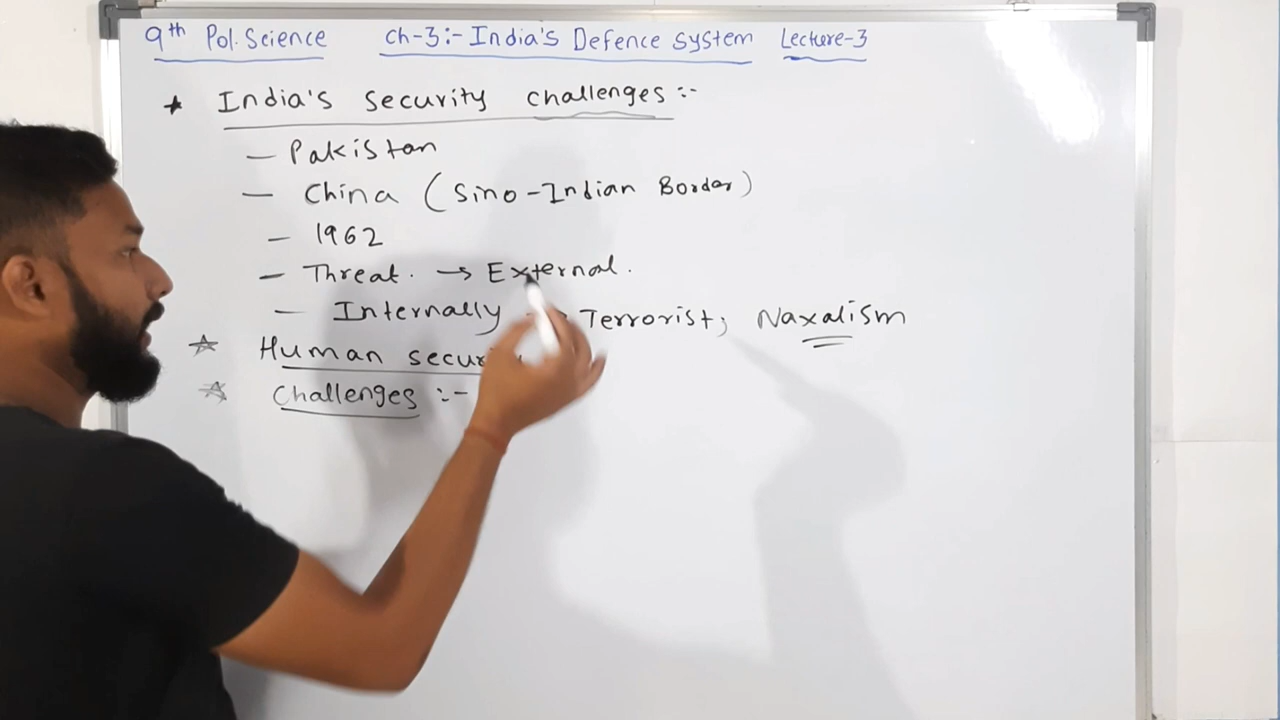 9th Pol. Science Ch-3:- India's Defence system Lecture-3
* India's security challenges :-
- Pakistan
- China (Sino-Indian Border)
- 1962
- Threat. → External.
- Internally → Terrorist; Naxalism
* Human
* Challenges :-